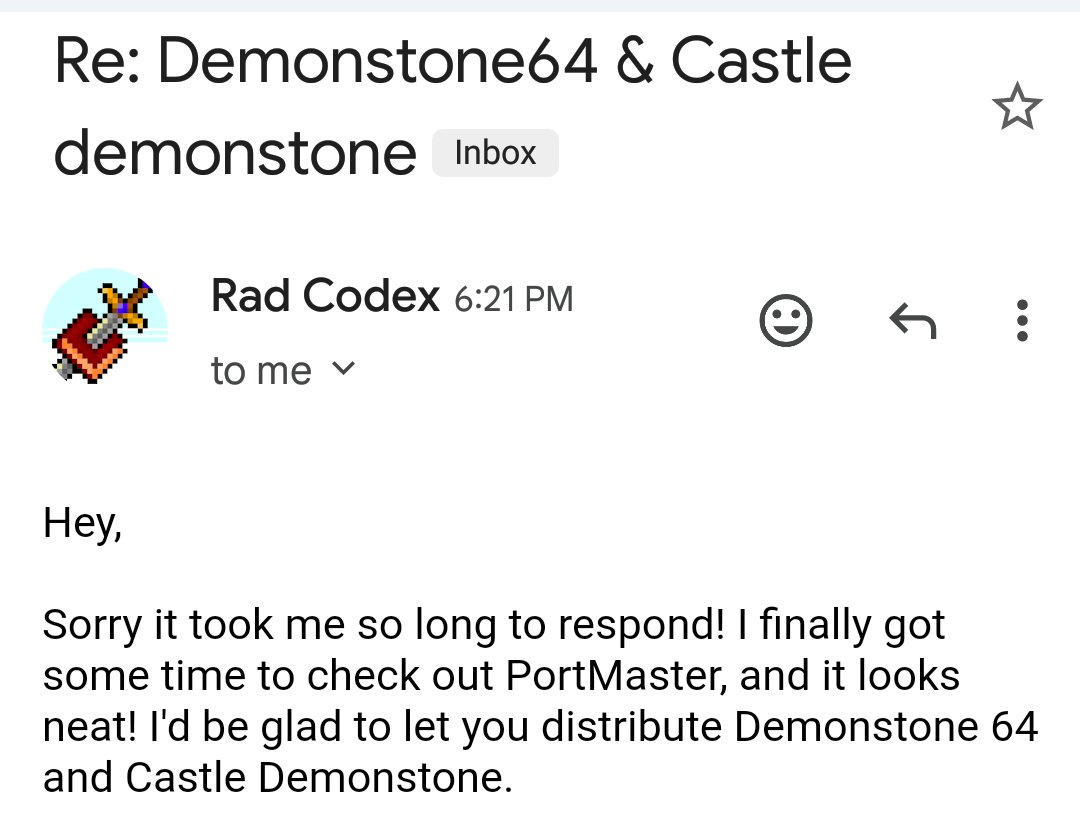 Re: Demonstone64 & Castle
demonstone Inbox
Rad Codex 6:21 PM
to me
Hey,
Sorry it took me so long to respond! I finally got
some time to check out PortMaster, and it looks
neat! I'd be glad to let you distribute Demonstone 64
and Castle Demonstone.